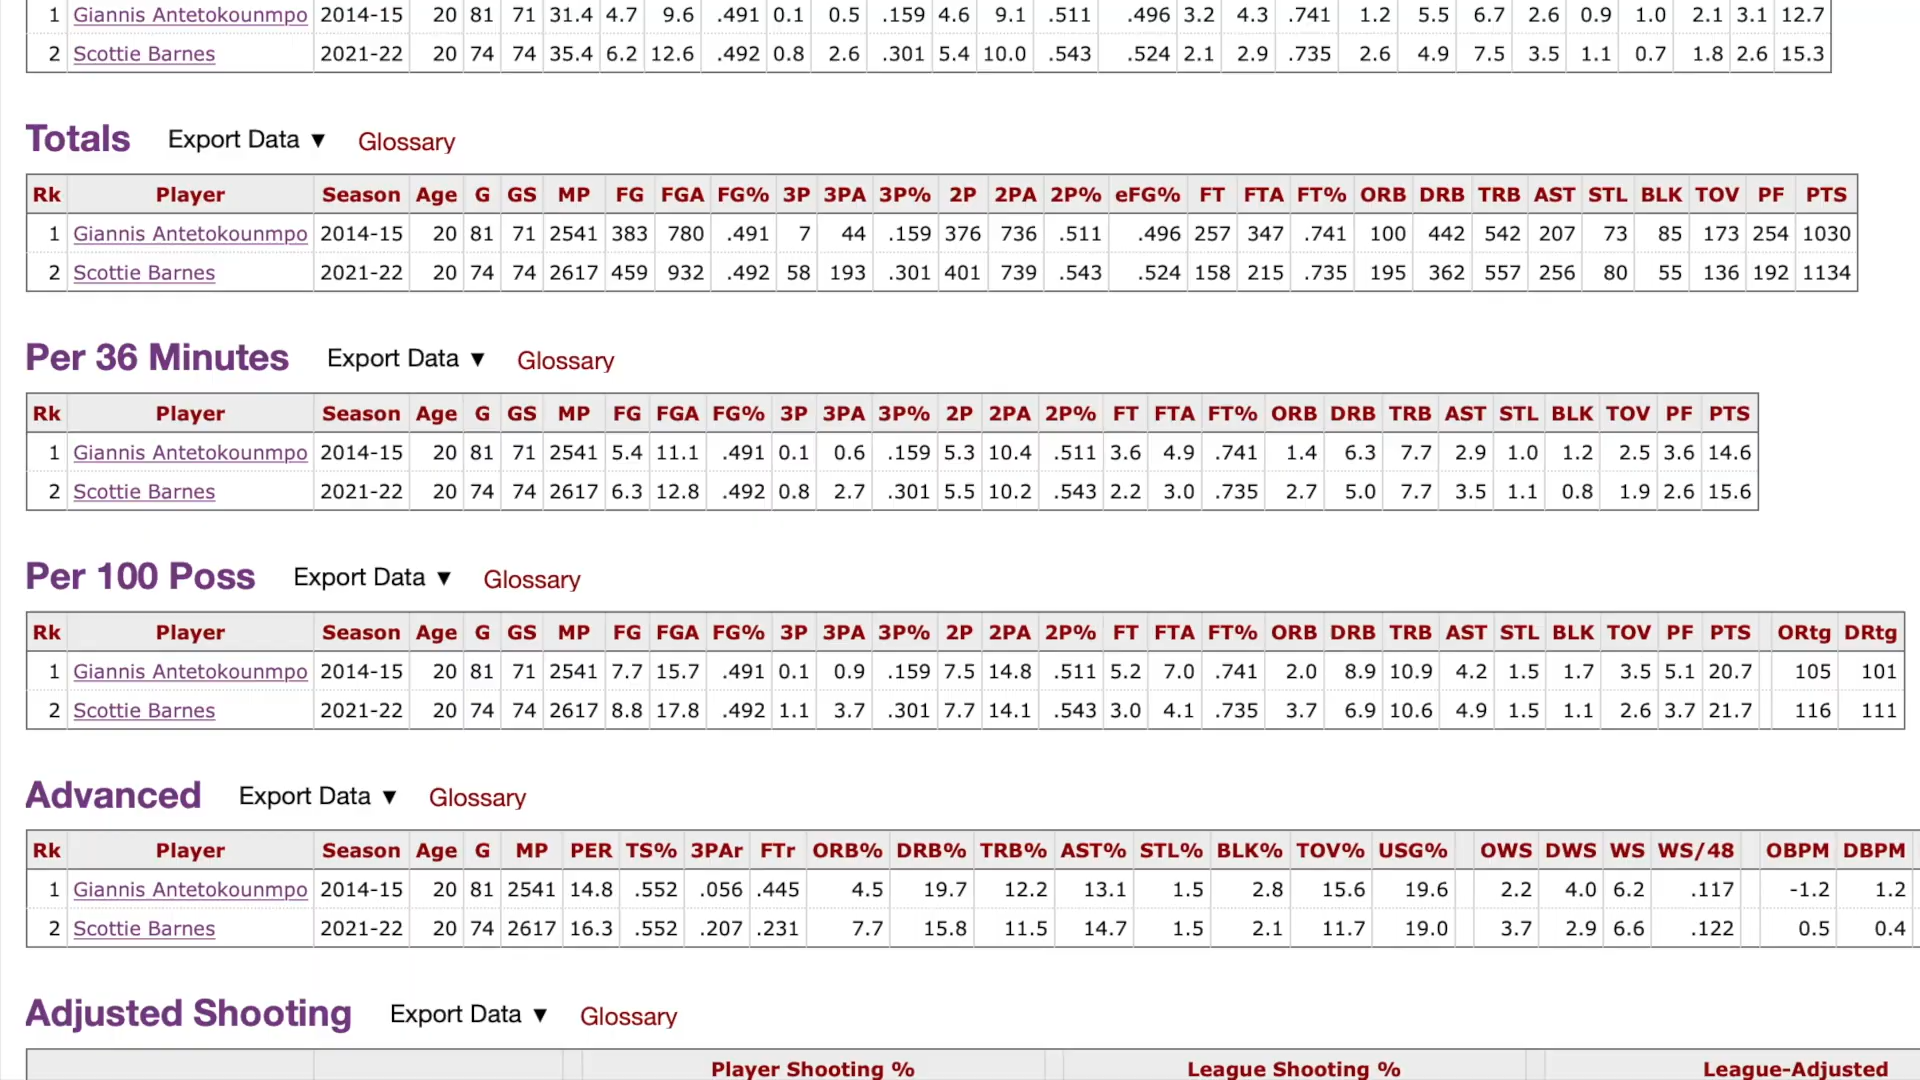 1 Giannis Antetokounmpo 2014-15 20 81 71 31.4 4.7 9.6 .491 0.1 0.5 .159 4.6 9.1 .511 .496 3.2 4.3 .741 1.2 5.5 6.7 2.6 0.9 1.0 2.1 3.1 12.7
2 Scottie Barnes 2021-22 20 74 74 35.4 6.2 12.6 .492 0.8 2.6 .301 5.4 10.0 .543 .524 2.1 2.9 .735 2.6 4.9 7.5 3.5 1.1 0.7 1.8 2.6 15.3
Totals Export Data ▼ Glossary
Rk Player Season Age G GS MP FG FGA FG% 3P 3PA 3P% 2P 2PA 2P% eFG% FT FTA FT% ORB DRB TRB AST STL BLK TOV PF PTS
1 Giannis Antetokounmpo 2014-15 20 81 71 2541 383 780 .491 7 44 .159 376 736 .511 .496 257 347 .741 100 442 542 207 73 85 173 254 1030
2 Scottie Barnes 2021-22 20 74 74 2617 459 932 .492 58 193 .301 401 739 .543 .524 158 215 .735 195 362 557 256 80 55 136 192 1134
Per 36 Minutes Export Data ▼ Glossary
Rk Player Season Age G GS MP FG FGA FG% 3P 3PA 3P% 2P 2PA 2P% FT FTA FT% ORB DRB TRB AST STL BLK TOV PF PTS
1 Giannis Antetokounmpo 2014-15 20 81 71 2541 5.4 11.1 .491 0.1 0.6 .159 5.3 10.4 .511 3.6 4.9 .741 1.4 6.3 7.7 2.9 1.0 1.2 2.5 3.6 14.6
2 Scottie Barnes 2021-22 20 74 74 2617 6.3 12.8 .492 0.8 2.7 .301 5.5 10.2 .543 2.2 3.0 .735 2.7 5.0 7.7 3.5 1.1 0.8 1.9 2.6 15.6
Per 100 Poss Export Data ▼ Glossary
Rk Player Season Age G GS MP FG FGA FG% 3P 3PA 3P% 2P 2PA 2P% FT FTA FT% ORB DRB TRB AST STL BLK TOV PF PTS ORtg DRtg
1 Giannis Antetokounmpo 2014-15 20 81 71 2541 7.7 15.7 .491 0.1 0.9 .159 7.5 14.8 .511 5.2 7.0 .741 2.0 8.9 10.9 4.2 1.5 1.7 3.5 5.1 20.7 105 101
2 Scottie Barnes 2021-22 20 74 74 2617 8.8 17.8 .492 1.1 3.7 .301 7.7 14.1 .543 3.0 4.1 .735 3.7 6.9 10.6 4.9 1.5 1.1 2.6 3.7 21.7 116 111
Advanced Export Data ▼ Glossary
Rk Player Season Age G MP PER TS% 3PAr FTr ORB% DRB% TRB% AST% STL% BLK% TOV% USG% OWS DWS WS WS/48 OBPM DBPM
1 Giannis Antetokounmpo 2014-15 20 81 2541 14.8 .552 .056 .445 4.5 19.7 12.2 13.1 1.5 2.8 15.6 19.6 2.2 4.0 6.2 .117 -1.2 1.2
2 Scottie Barnes 2021-22 20 74 2617 16.3 .552 .207 .231 7.7 15.8 11.5 14.7 1.5 2.1 11.7 19.0 3.7 2.9 6.6 .122 0.5 0.4
Adjusted Shooting Export Data ▼ Glossary
Player Shooting % League Shooting % League-Adjusted